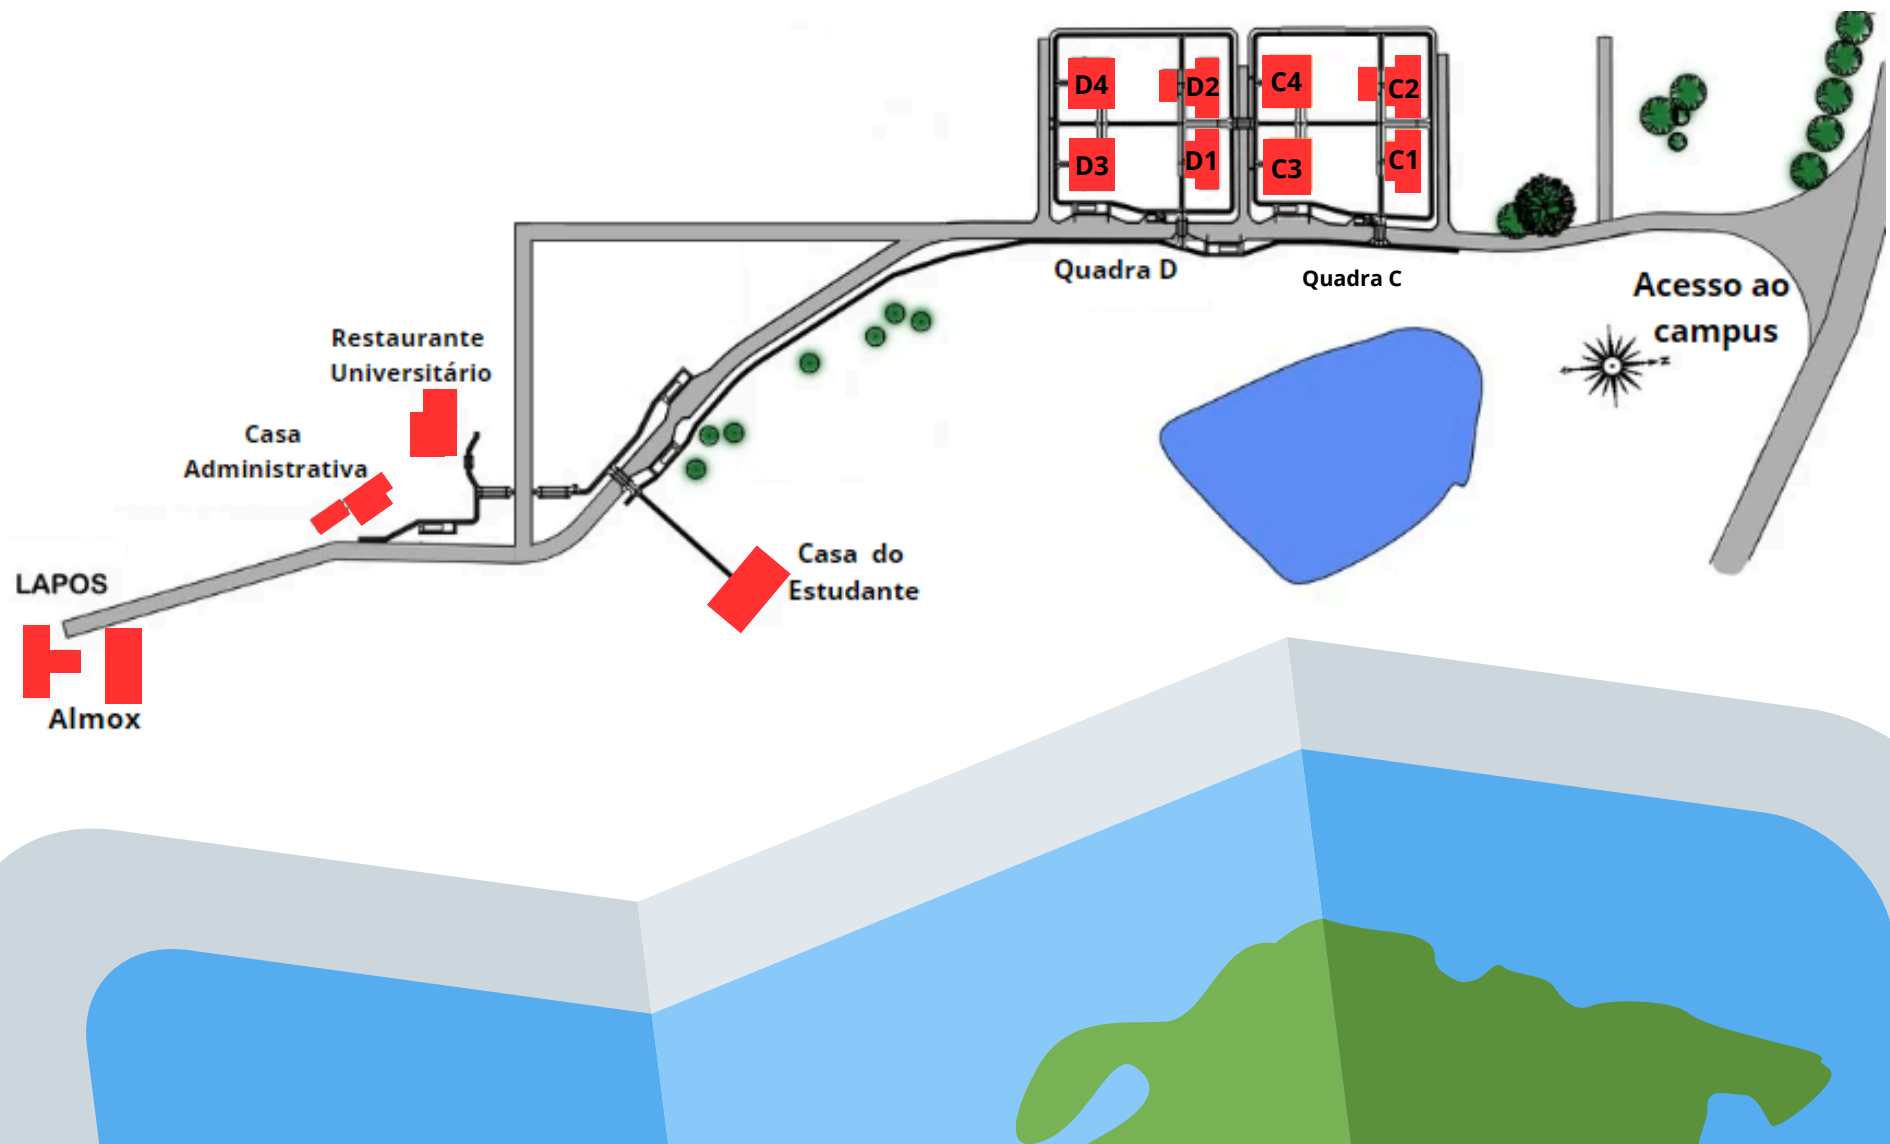 D4
D2
C4
C2
D3
D1
C3
C1
Quadra D
Quadra C
Acesso ao
campus
N
Restaurante
Universitário
Casa
Administrativa
Casa do
Estudante
LAPOS
Almox